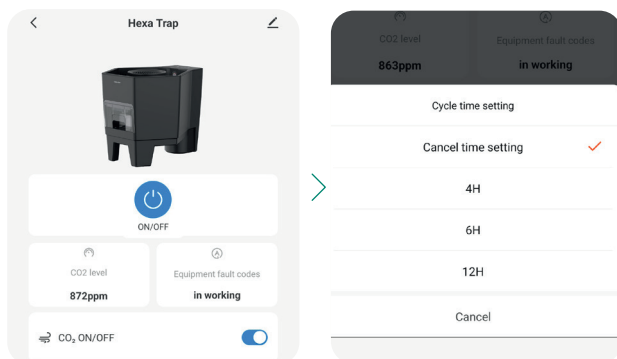 Hexa Trap
ON/OFF
CO2 level
Equipment fault codes
872ppm
in working
CO₂ ON/OFF
CO2 level
Equipment fault codes
863ppm
in working
Cycle time setting
Cancel time setting
4H
6H
12H
Cancel